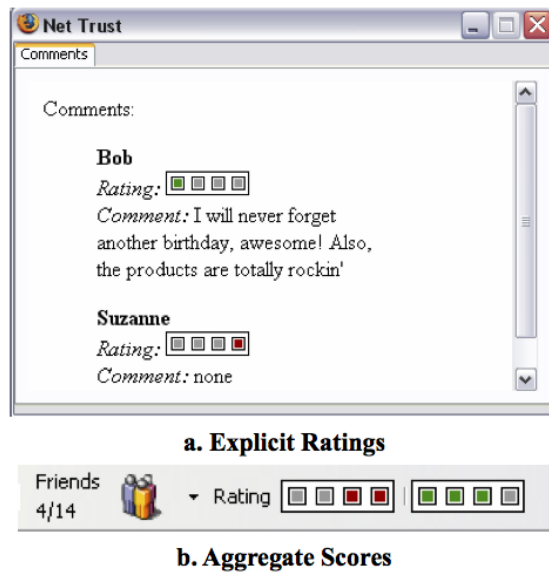 Net Trust
Comments
Comments:
Bob
Rating:
Comment: I will never forget
another birthday, awesome! Also,
the products are totally rockin'
Suzanne
Rating:
Comment: none
a. Explicit Ratings
Friends
4/14
Rating
b. Aggregate Scores